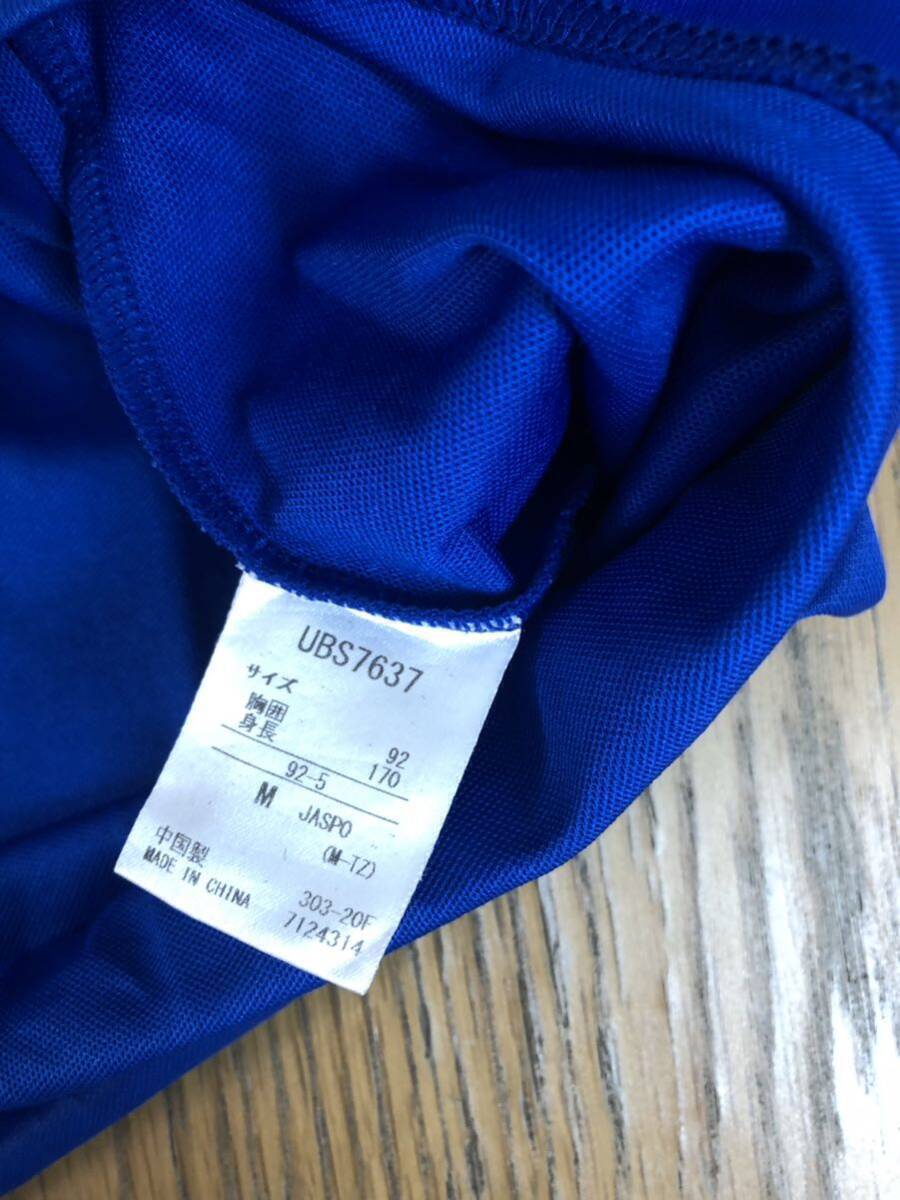 UBS7637
サイズ
胸囲 92
身長 170
92-5
M JASPO
(M-TZ)
中国製
MADE IN CHINA
303-20F
7124314